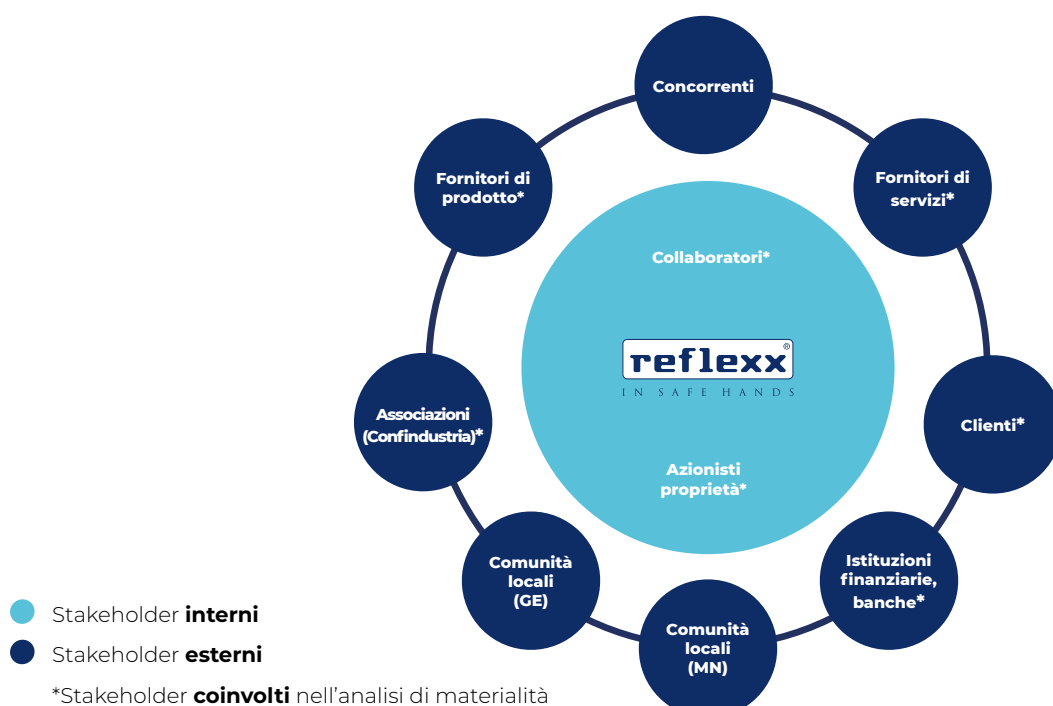 Concorrenti
Fornitori di
prodotto*
Fornitori di
servizi*
Collaboratori*
reflexx®
IN SAFE HANDS
Associazioni
(Confindustria)*
Clienti*
Azionisti
proprietà*
Comunità
locali
(GE)
Istituzioni
finanziarie,
banche*
Comunità
locali
(MN)
Stakeholder interni
Stakeholder esterni
*Stakeholder coinvolti nell'analisi di materialità